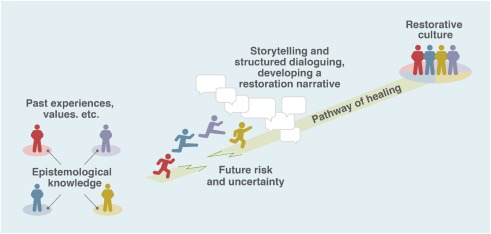 Restorative
culture
Storytelling and
structured dialoguing,
developing a
restoration narrative
Pathway of healing
Past experiences,
values. etc.
Epistemological
knowledge
Future risk
and uncertainty